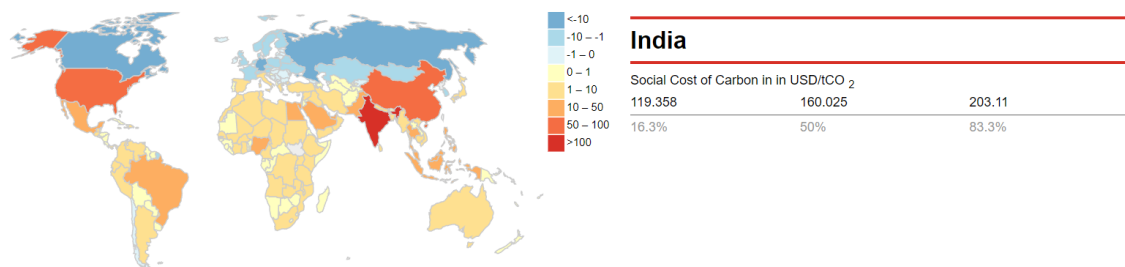 <-10
-10 – -1
-1 – 0
0 – 1
1 – 10
10 – 50
50 – 100
>100
India
Social Cost of Carbon in in USD/tCO 2
119.358 160.025 203.11
16.3% 50% 83.3%